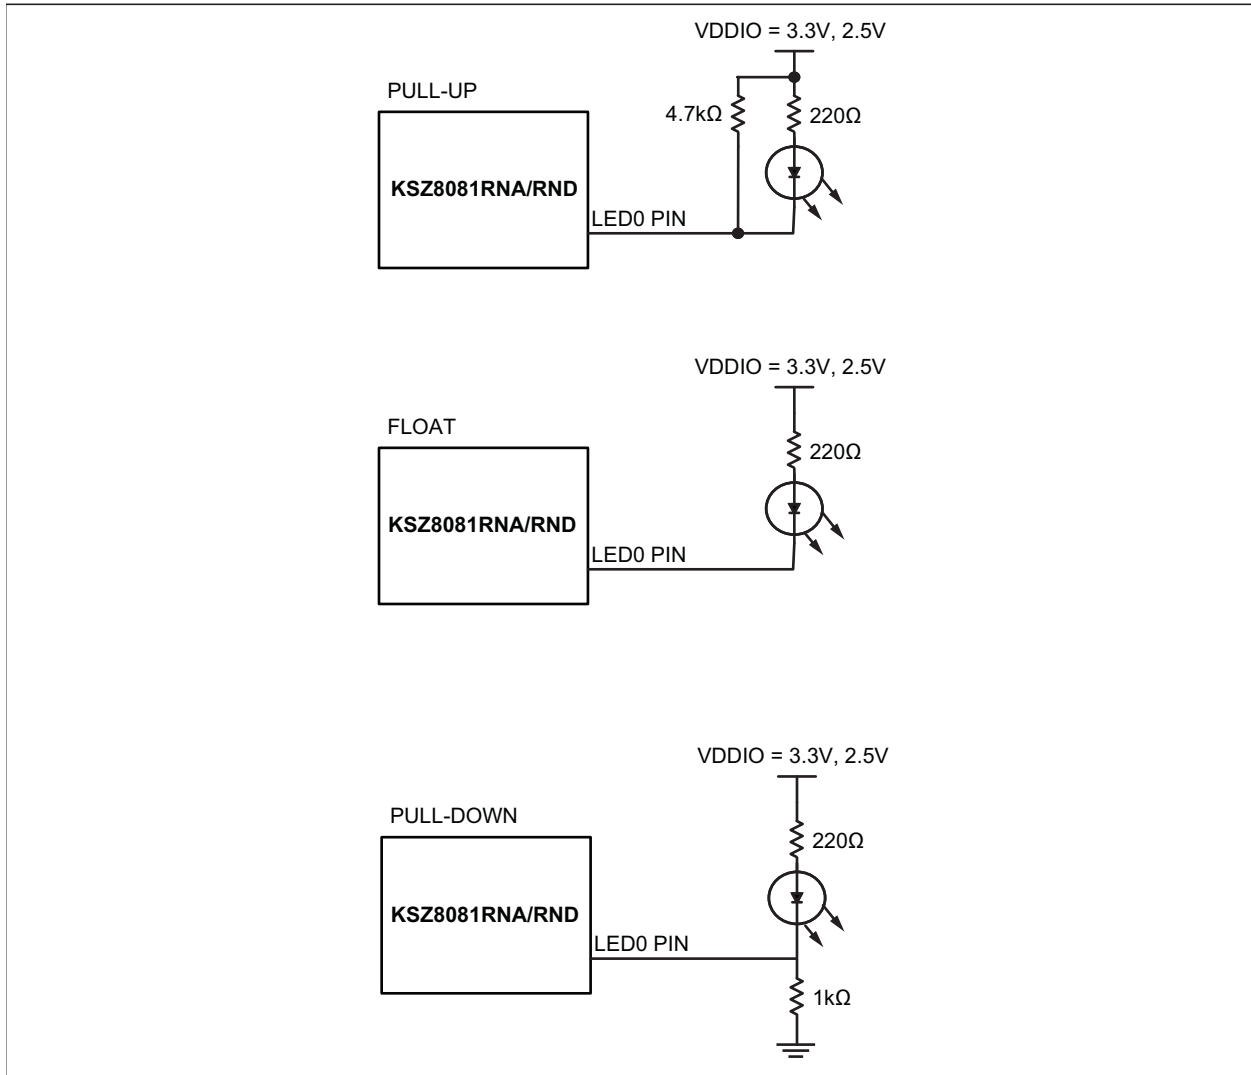 VDDIO = 3.3V, 2.5V
PULL-UP
4.7kΩ
220Ω
KSZ8081RNA/RND
LED0 PIN
VDDIO = 3.3V, 2.5V
FLOAT
220Ω
KSZ8081RNA/RND
LED0 PIN
VDDIO = 3.3V, 2.5V
PULL-DOWN
220Ω
KSZ8081RNA/RND
LED0 PIN
1kΩ